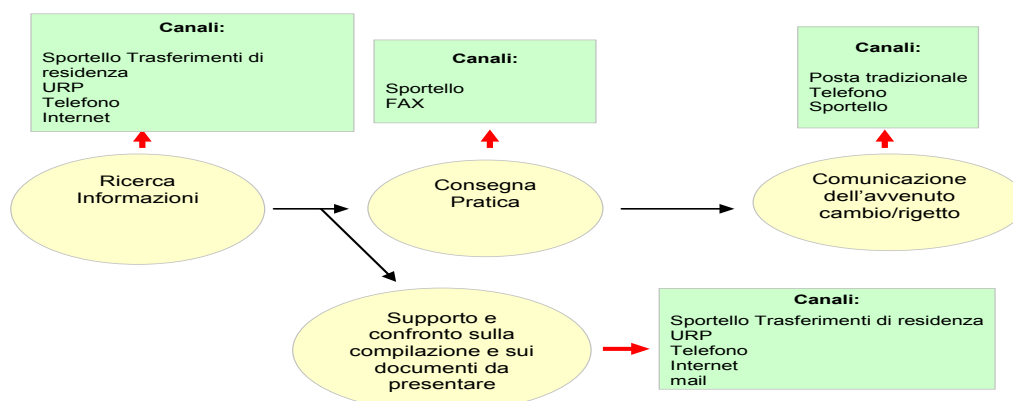 Canali:
Sportello Trasferimenti di
residenza
URP
Telefono
Internet
Canali:
Sportello
FAX
Canali:
Posta tradizionale
Telefono
Sportello
Ricerca
Informazioni
Consegna
Pratica
Comunicazione
dell'avvenuto
cambio/rigetto
Supporto e
confronto sulla
compilazione e sui
documenti da
presentare
Canali:
Sportello Trasferimenti di residenza
URP
Telefono
Internet
mail